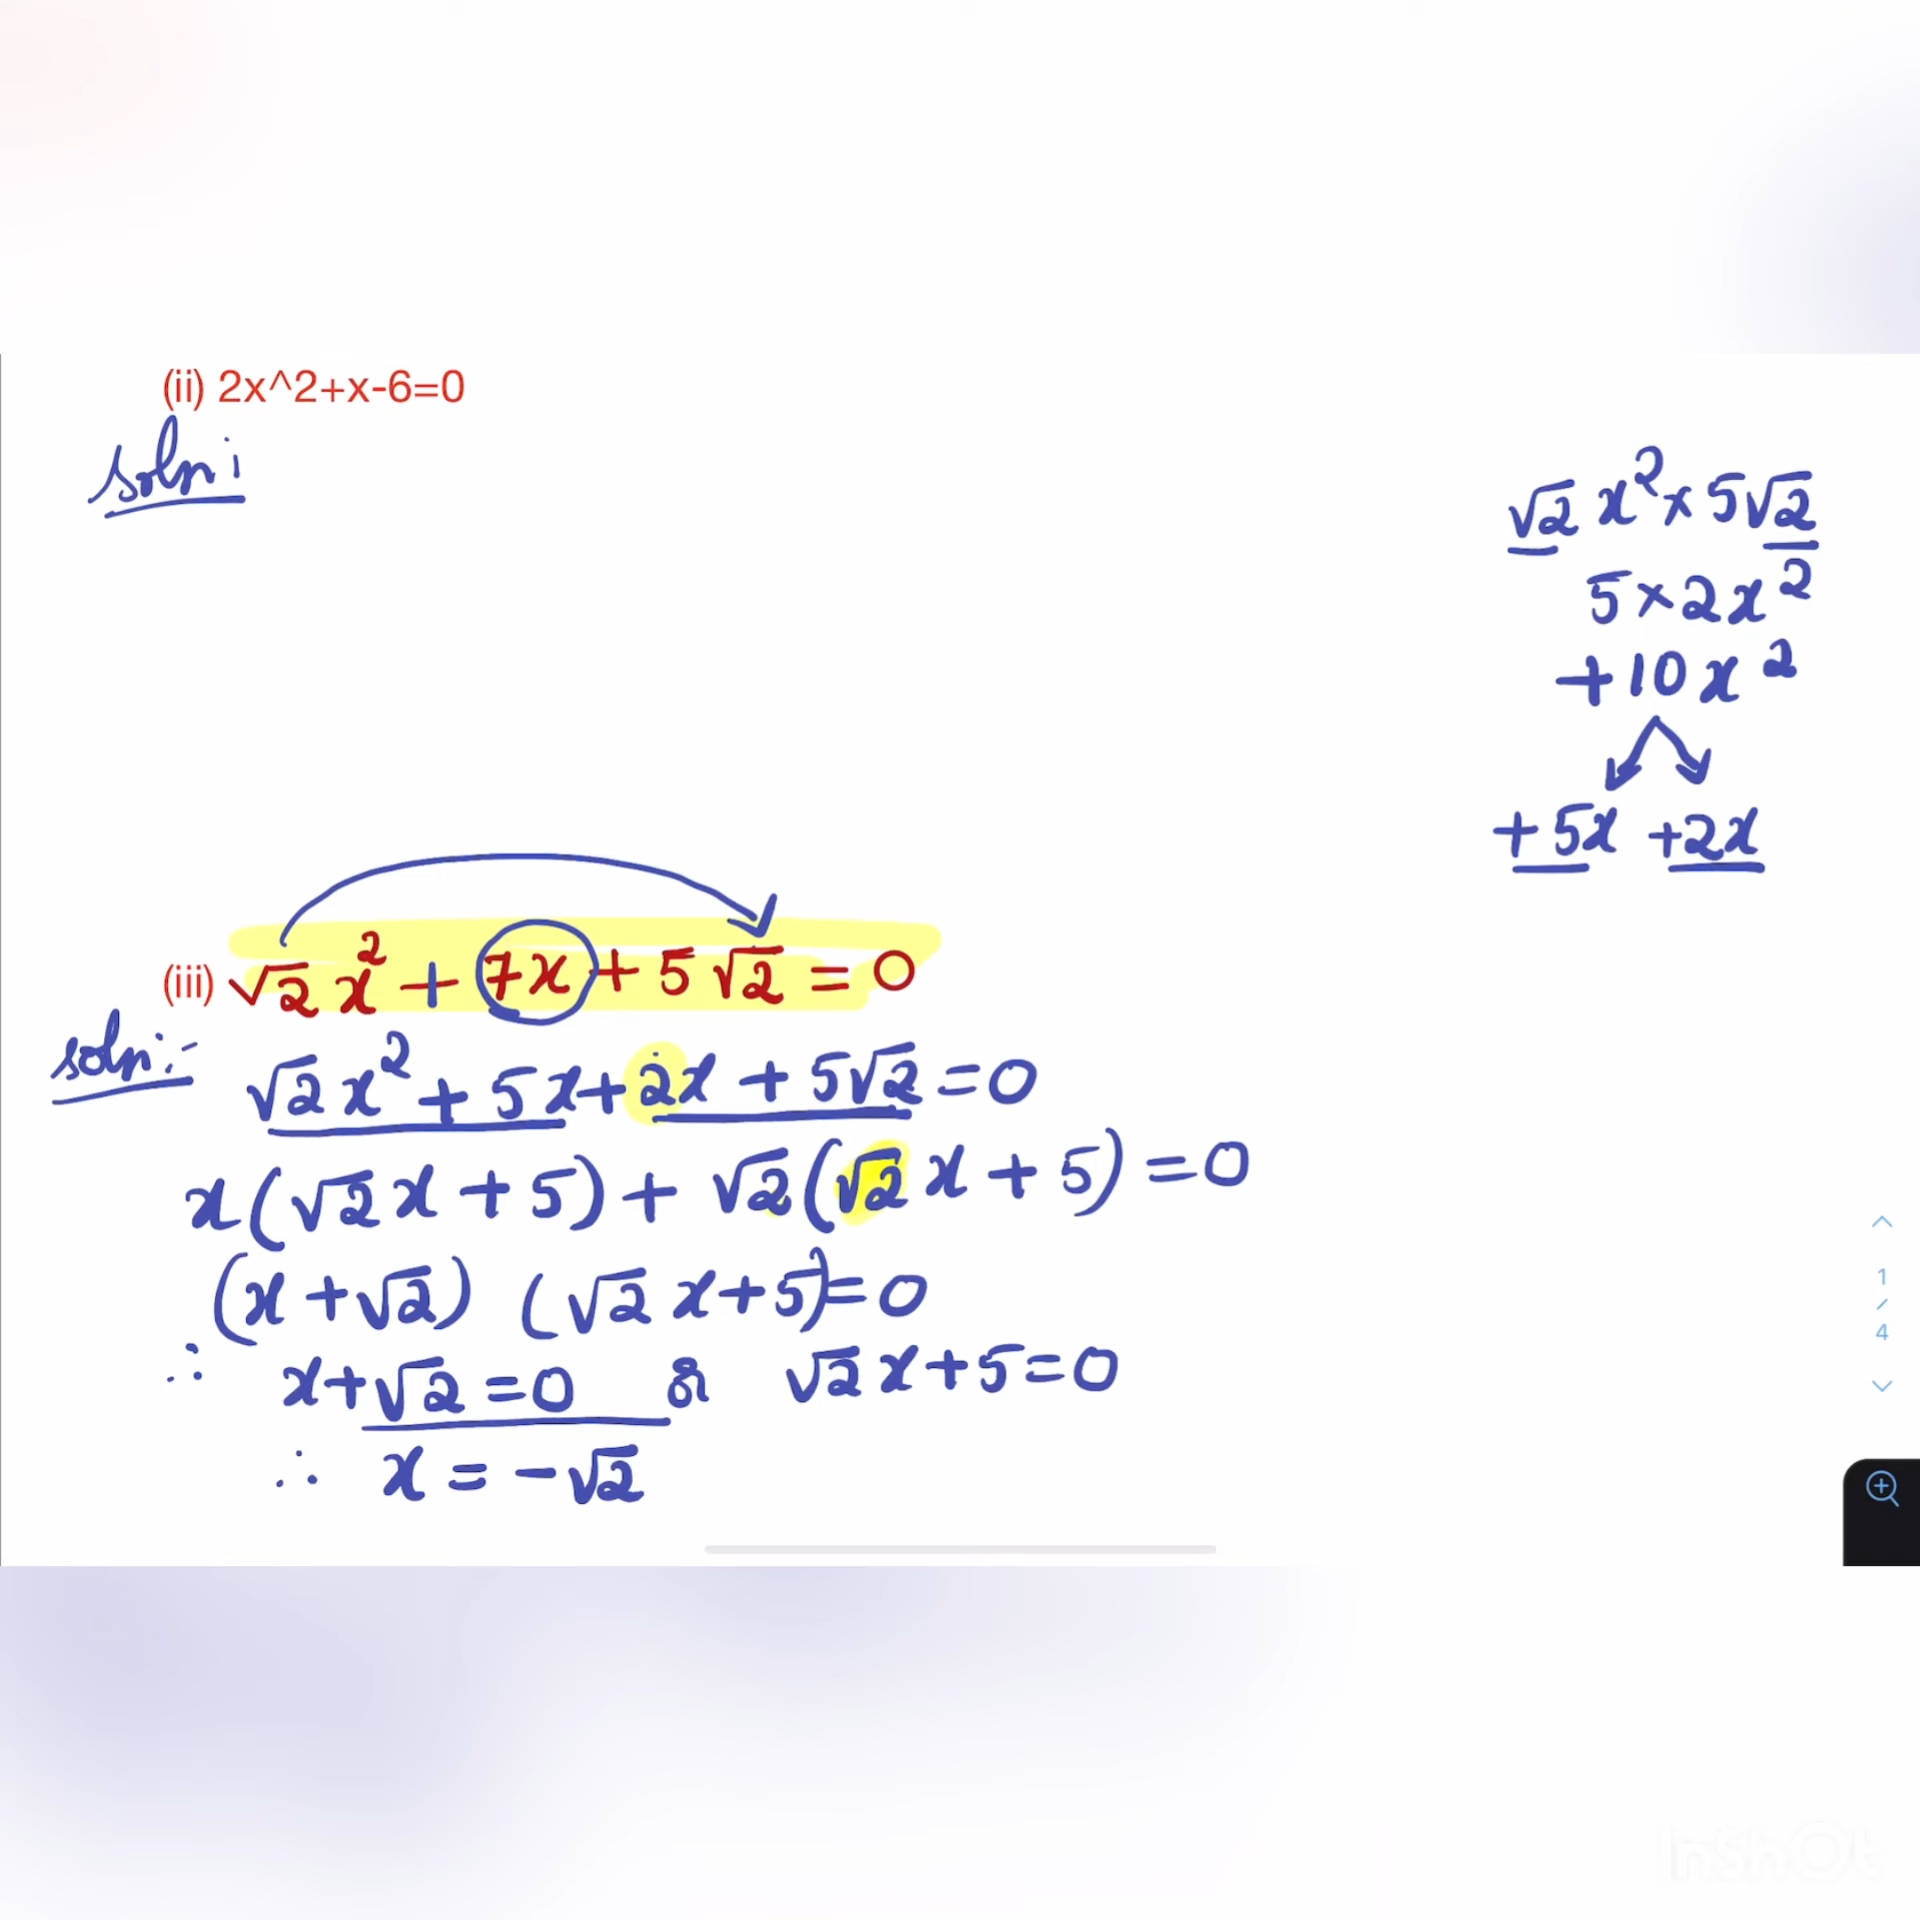 (ii) 2x^2+x-6=0
soln:
√2 x² × 5√2
5×2x²
+10x²
+5x +2x
(iii) √2 x² + 7x + 5√2 = 0
soln:-
√2x² + 5x + 2x + 5√2 = 0
x(√2x + 5) + √2(√2x + 5) = 0
(x + √2) (√2x+5)=0
∴ x+√2=0 or √2x+5=0
∴ x = -√2
1
/
4
InShOt